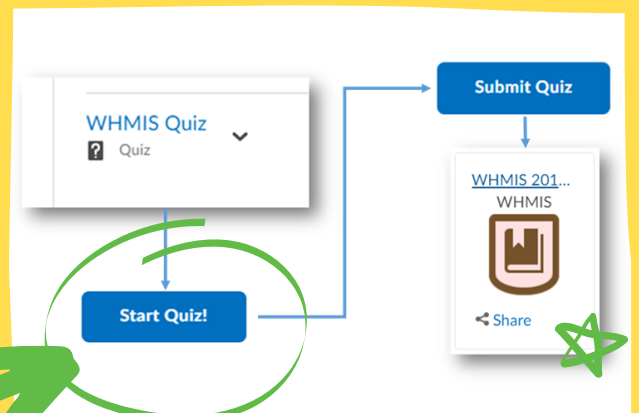 WHMIS Quiz
Quiz
Start Quiz!
Submit Quiz
WHMIS 201...
WHMIS
Share